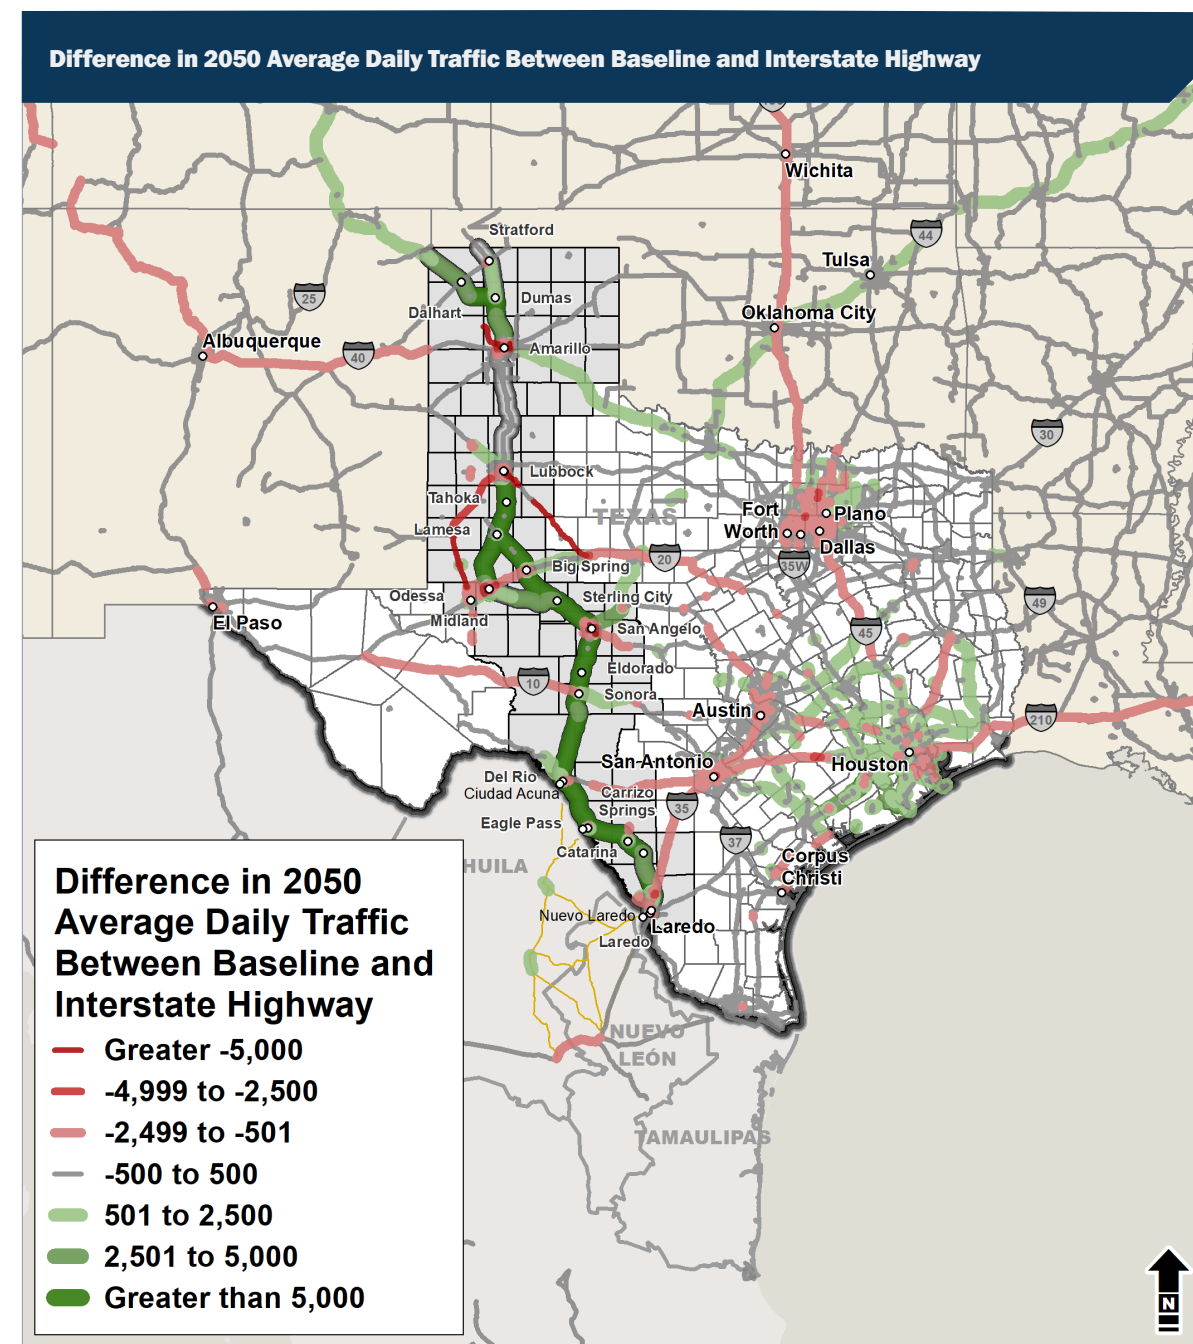 Difference in 2050 Average Daily Traffic Between Baseline and Interstate Highway
Wichita
Stratford
44
Tulsa
25
Dumas
Dalhart
Oklahoma City
Albuquerque
40
Amarillo
30
Lubbock
Tahoka
TEXAS
Fort
Worth
Plano
Lamesa
Dallas
20
35W
Big Spring
Odessa
Sterling City
49
El Paso
Midland
San Angelo
45
Eldorado
10
Sonora
Austin
210
San Antonio
Houston
Del Rio
Ciudad Acuna
Carrizo
Springs
35
Eagle Pass
37
Catarina
Corpus
Christi
HUILA
Nuevo Laredo
Laredo
Laredo
NUEVO
LEÓN
TAMAULIPAS
Difference in 2050
Average Daily Traffic
Between Baseline and
Interstate Highway
Greater -5,000
-4,999 to -2,500
-2,499 to -501
-500 to 500
501 to 2,500
2,501 to 5,000
Greater than 5,000
N